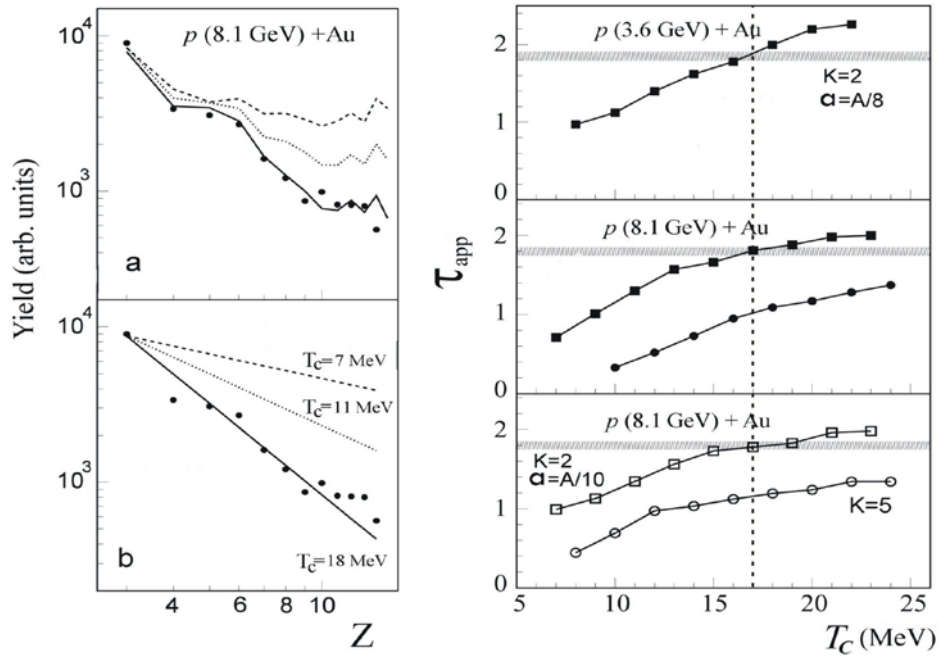 p (8.1 GeV) +Au
10⁴
10³
a
Yield (arb. units)
10⁴
10³
T_c=7 MeV
T_c=11 MeV
T_c=18 MeV
b
4 6 8 10
Z
p (3.6 GeV) + Au
2
1
0
K=2
a=A/8
p (8.1 GeV) + Au
2
1
0
τ_app
p (8.1 GeV) + Au
2
1
0
K=2
a=A/10
K=5
5 10 15 20 25
T_C (MeV)